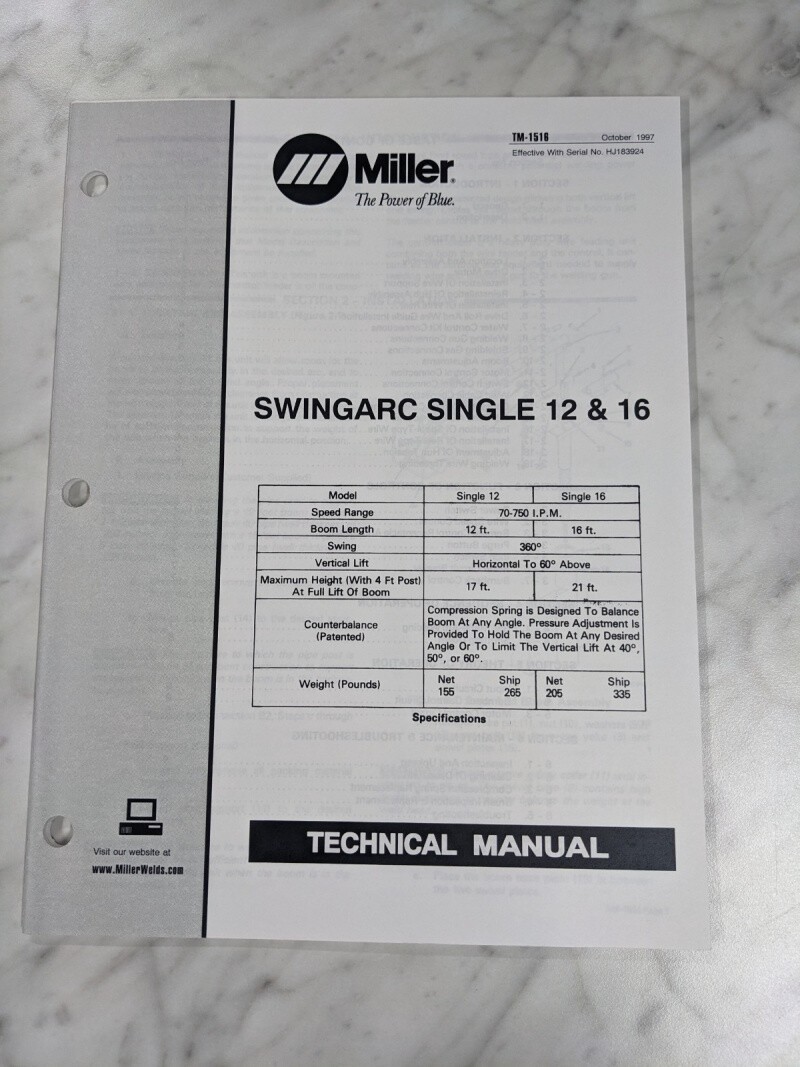 TM-1516 October 1997
Effective With Serial No. HJ183924
Miller®
The Power of Blue.
SWINGARC SINGLE 12 & 16
Model Single 12 Single 16
Speed Range 70-750 I.P.M.
Boom Length 12 ft. 16 ft.
Swing 360°
Vertical Lift Horizontal To 60° Above
Maximum Height (With 4 Ft Post)
At Full Lift Of Boom 17 ft. 21 ft.
Counterbalance
(Patented)
Compression Spring is Designed To Balance
Boom At Any Angle. Pressure Adjustment Is
Provided To Hold The Boom At Any Desired
Angle Or To Limit The Vertical Lift At 40°,
50°, or 60°.
Weight (Pounds) Net Ship Net Ship
155 265 205 335
Specifications
TECHNICAL MANUAL
Visit our website at
www.MillerWelds.com